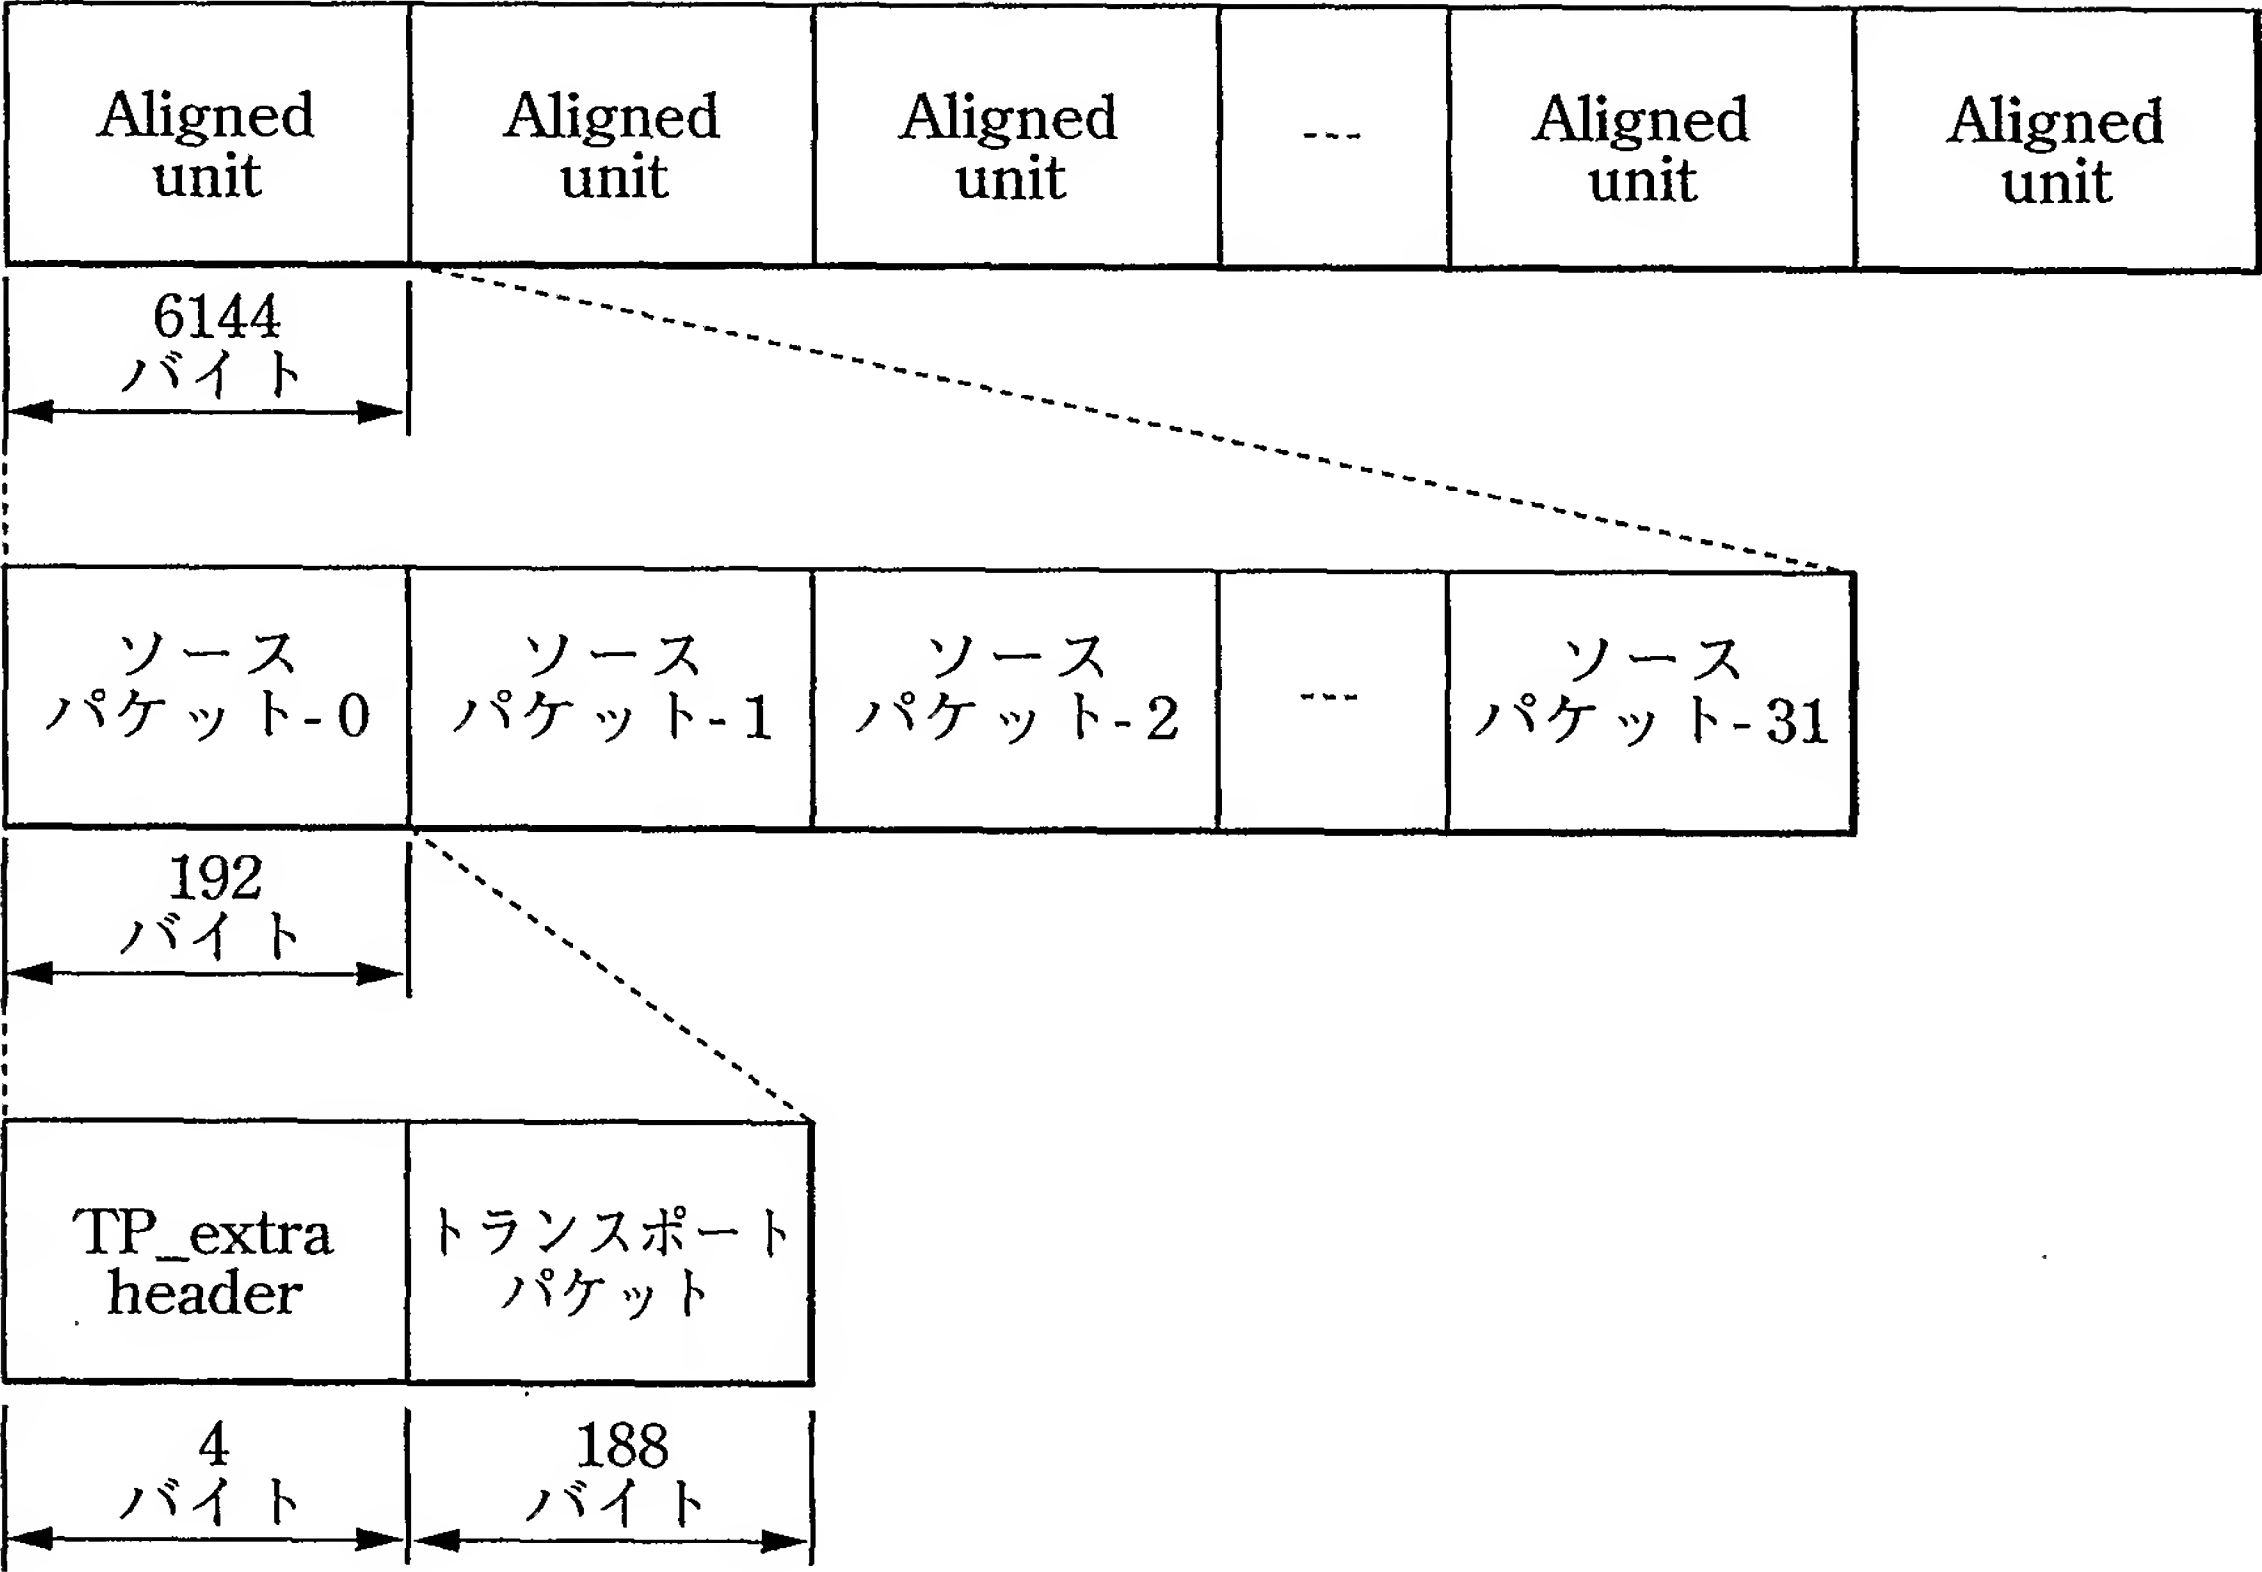 Aligned
unit
Aligned
unit
Aligned
unit
---
Aligned
unit
Aligned
unit
6144
バイト
ソース
パケット-0
ソース
パケット-1
ソース
パケット-2
---
ソース
パケット-31
192
バイト
TP_extra
header
トランスポート
パケット
4
バイト
188
バイト